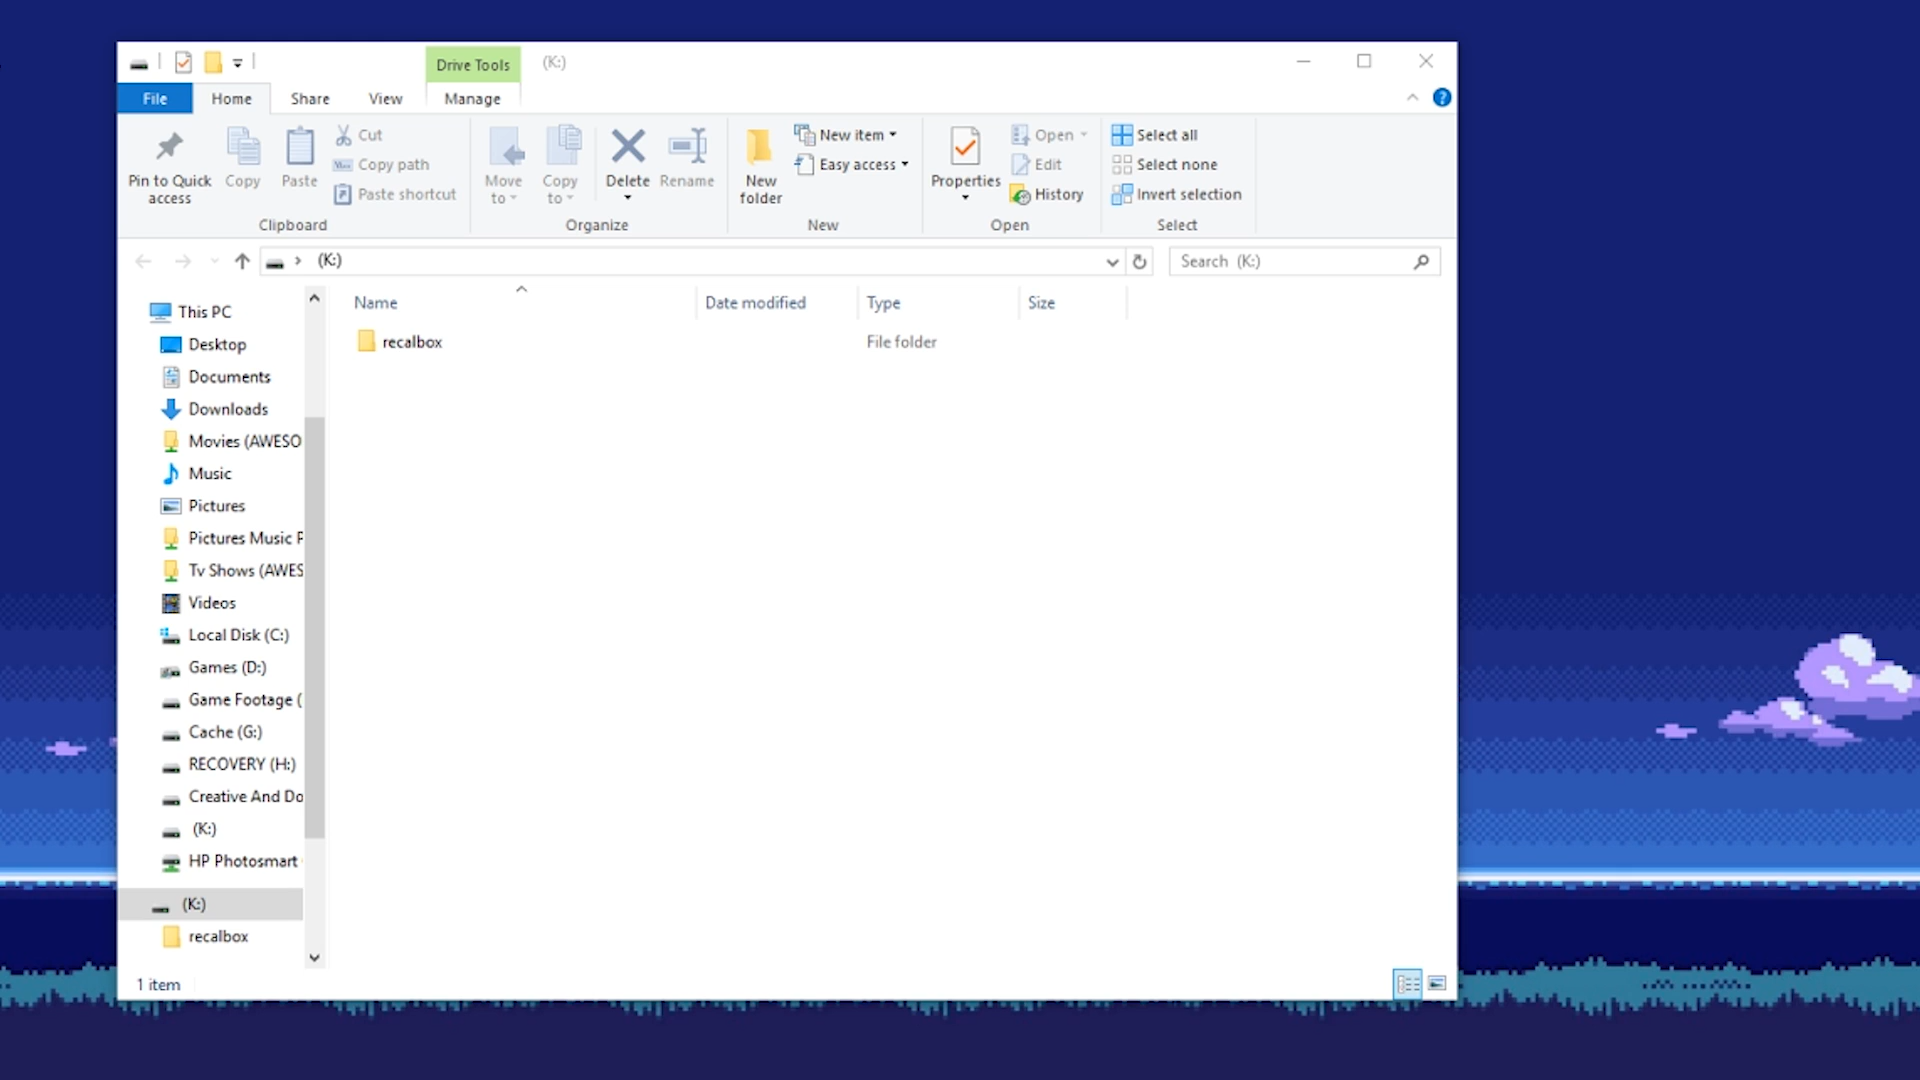 Drive Tools (K:)
File Home Share View Manage
Pin to Quick access
Copy
Paste
Cut
Copy path
Paste shortcut
Clipboard
Move to
Copy to
Delete
Rename
Organize
New folder
New item
Easy access
New
Properties
Open
Edit
History
Open
Select all
Select none
Invert selection
Select
(K:)
Search (K:)
Name Date modified Type Size
recalbox File folder
This PC
Desktop
Documents
Downloads
Movies (AWESO
Music
Pictures
Pictures Music F
Tv Shows (AWES
Videos
Local Disk (C:)
Games (D:)
Game Footage (
Cache (G:)
RECOVERY (H:)
Creative And Do
(K:)
HP Photosmart
(K:)
recalbox
1 item